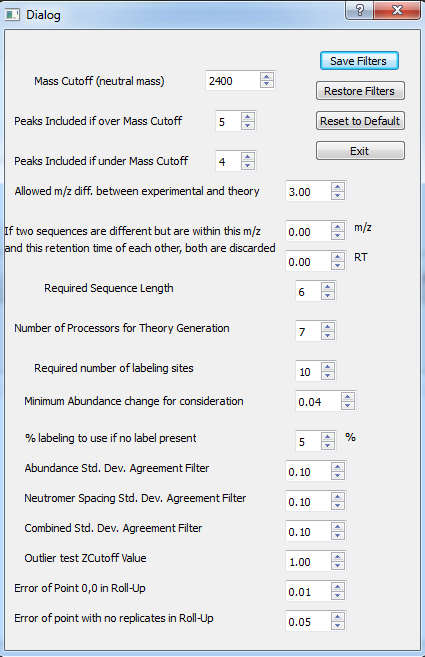 Dialog
Save Filters
Mass Cutoff (neutral mass) 2400
Restore Filters
Peaks Included if over Mass Cutoff 5
Reset to Default
Exit
Peaks Included if under Mass Cutoff 4
Allowed m/z diff. between experimental and theory 3.00
If two sequences are different but are within this m/z 0.00 m/z
and this retention time of each other, both are discarded 0.00 RT
Required Sequence Length 6
Number of Processors for Theory Generation 7
Required number of labeling sites 10
Minimum Abundance change for consideration 0.04
% labeling to use if no label present 5 %
Abundance Std. Dev. Agreement Filter 0.10
Neutromer Spacing Std. Dev. Agreement Filter 0.10
Combined Std. Dev. Agreement Filter 0.10
Outlier test ZCutoff Value 1.00
Error of Point 0,0 in Roll-Up 0.01
Error of point with no replicates in Roll-Up 0.05